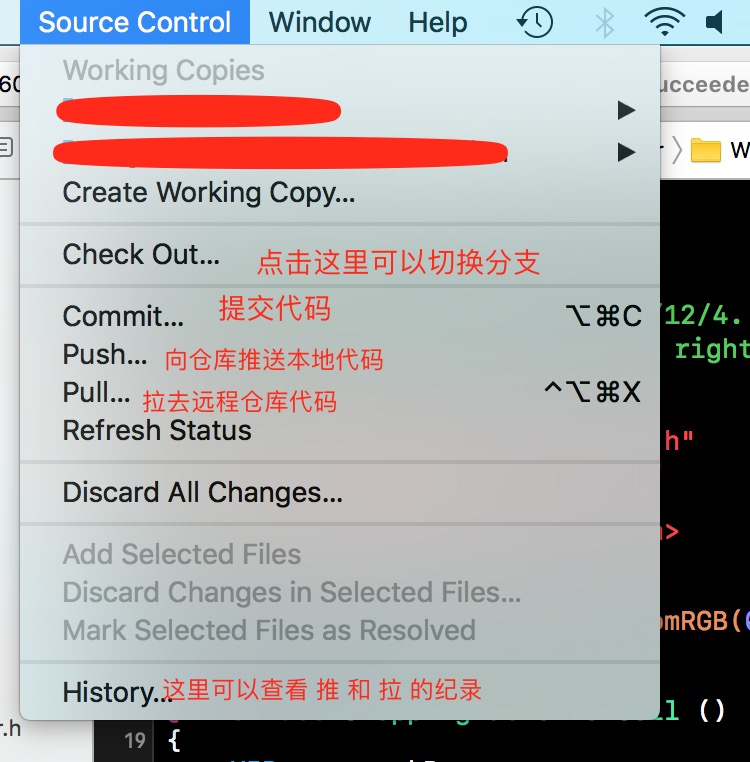 Source Control Window Help
Working Copies
Create Working Copy...
Check Out... 点击这里可以切换分支
Commit... 提交代码 ⌥⌘C
/12/4.
Push... 向仓库推送本地代码
right
Pull... 拉去远程仓库代码 ^⌥⌘X
Refresh Status
h"
Discard All Changes...
>
Add Selected Files
Discard Changes in Selected Files...
omRGB(
Mark Selected Files as Resolved
History... 这里可以查看 推 和 拉 的纪录
()
r.h
19 {